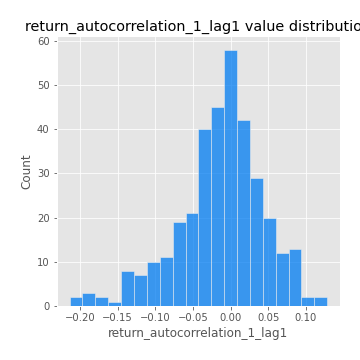 return_autocorrelation_1_lag1 value distributio
60
50
40
30
20
10
0
Count
−0.20 −0.15 −0.10 −0.05 0.00 0.05 0.10
return_autocorrelation_1_lag1